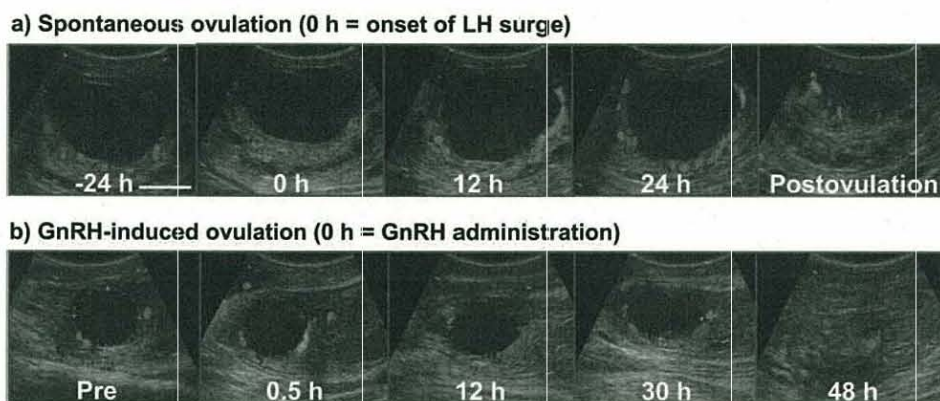 a) Spontaneous ovulation (0 h = onset of LH surge)
-24 h 0 h 12 h 24 h Postovulation
b) GnRH-induced ovulation (0 h = GnRH administration)
Pre 0.5 h 12 h 30 h 48 h